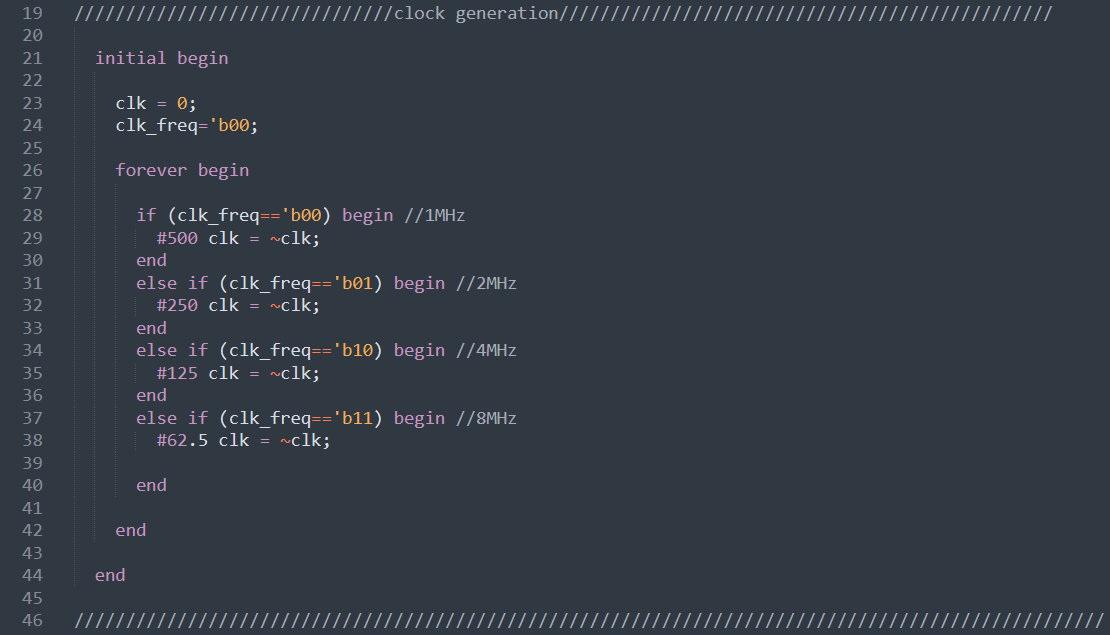 19 ///////////////////////////////clock generation////////////////////////////////////////////////
20
21 initial begin
22
23 clk = 0;
24 clk_freq='b00;
25
26 forever begin
27
28 if (clk_freq=='b00) begin //1MHz
29 #500 clk = ~clk;
30 end
31 else if (clk_freq=='b01) begin //2MHz
32 #250 clk = ~clk;
33 end
34 else if (clk_freq=='b10) begin //4MHz
35 #125 clk = ~clk;
36 end
37 else if (clk_freq=='b11) begin //8MHz
38 #62.5 clk = ~clk;
39
40 end
41
42 end
43
44 end
45
46 ////////////////////////////////////////////////////////////////////////////////////////////////////